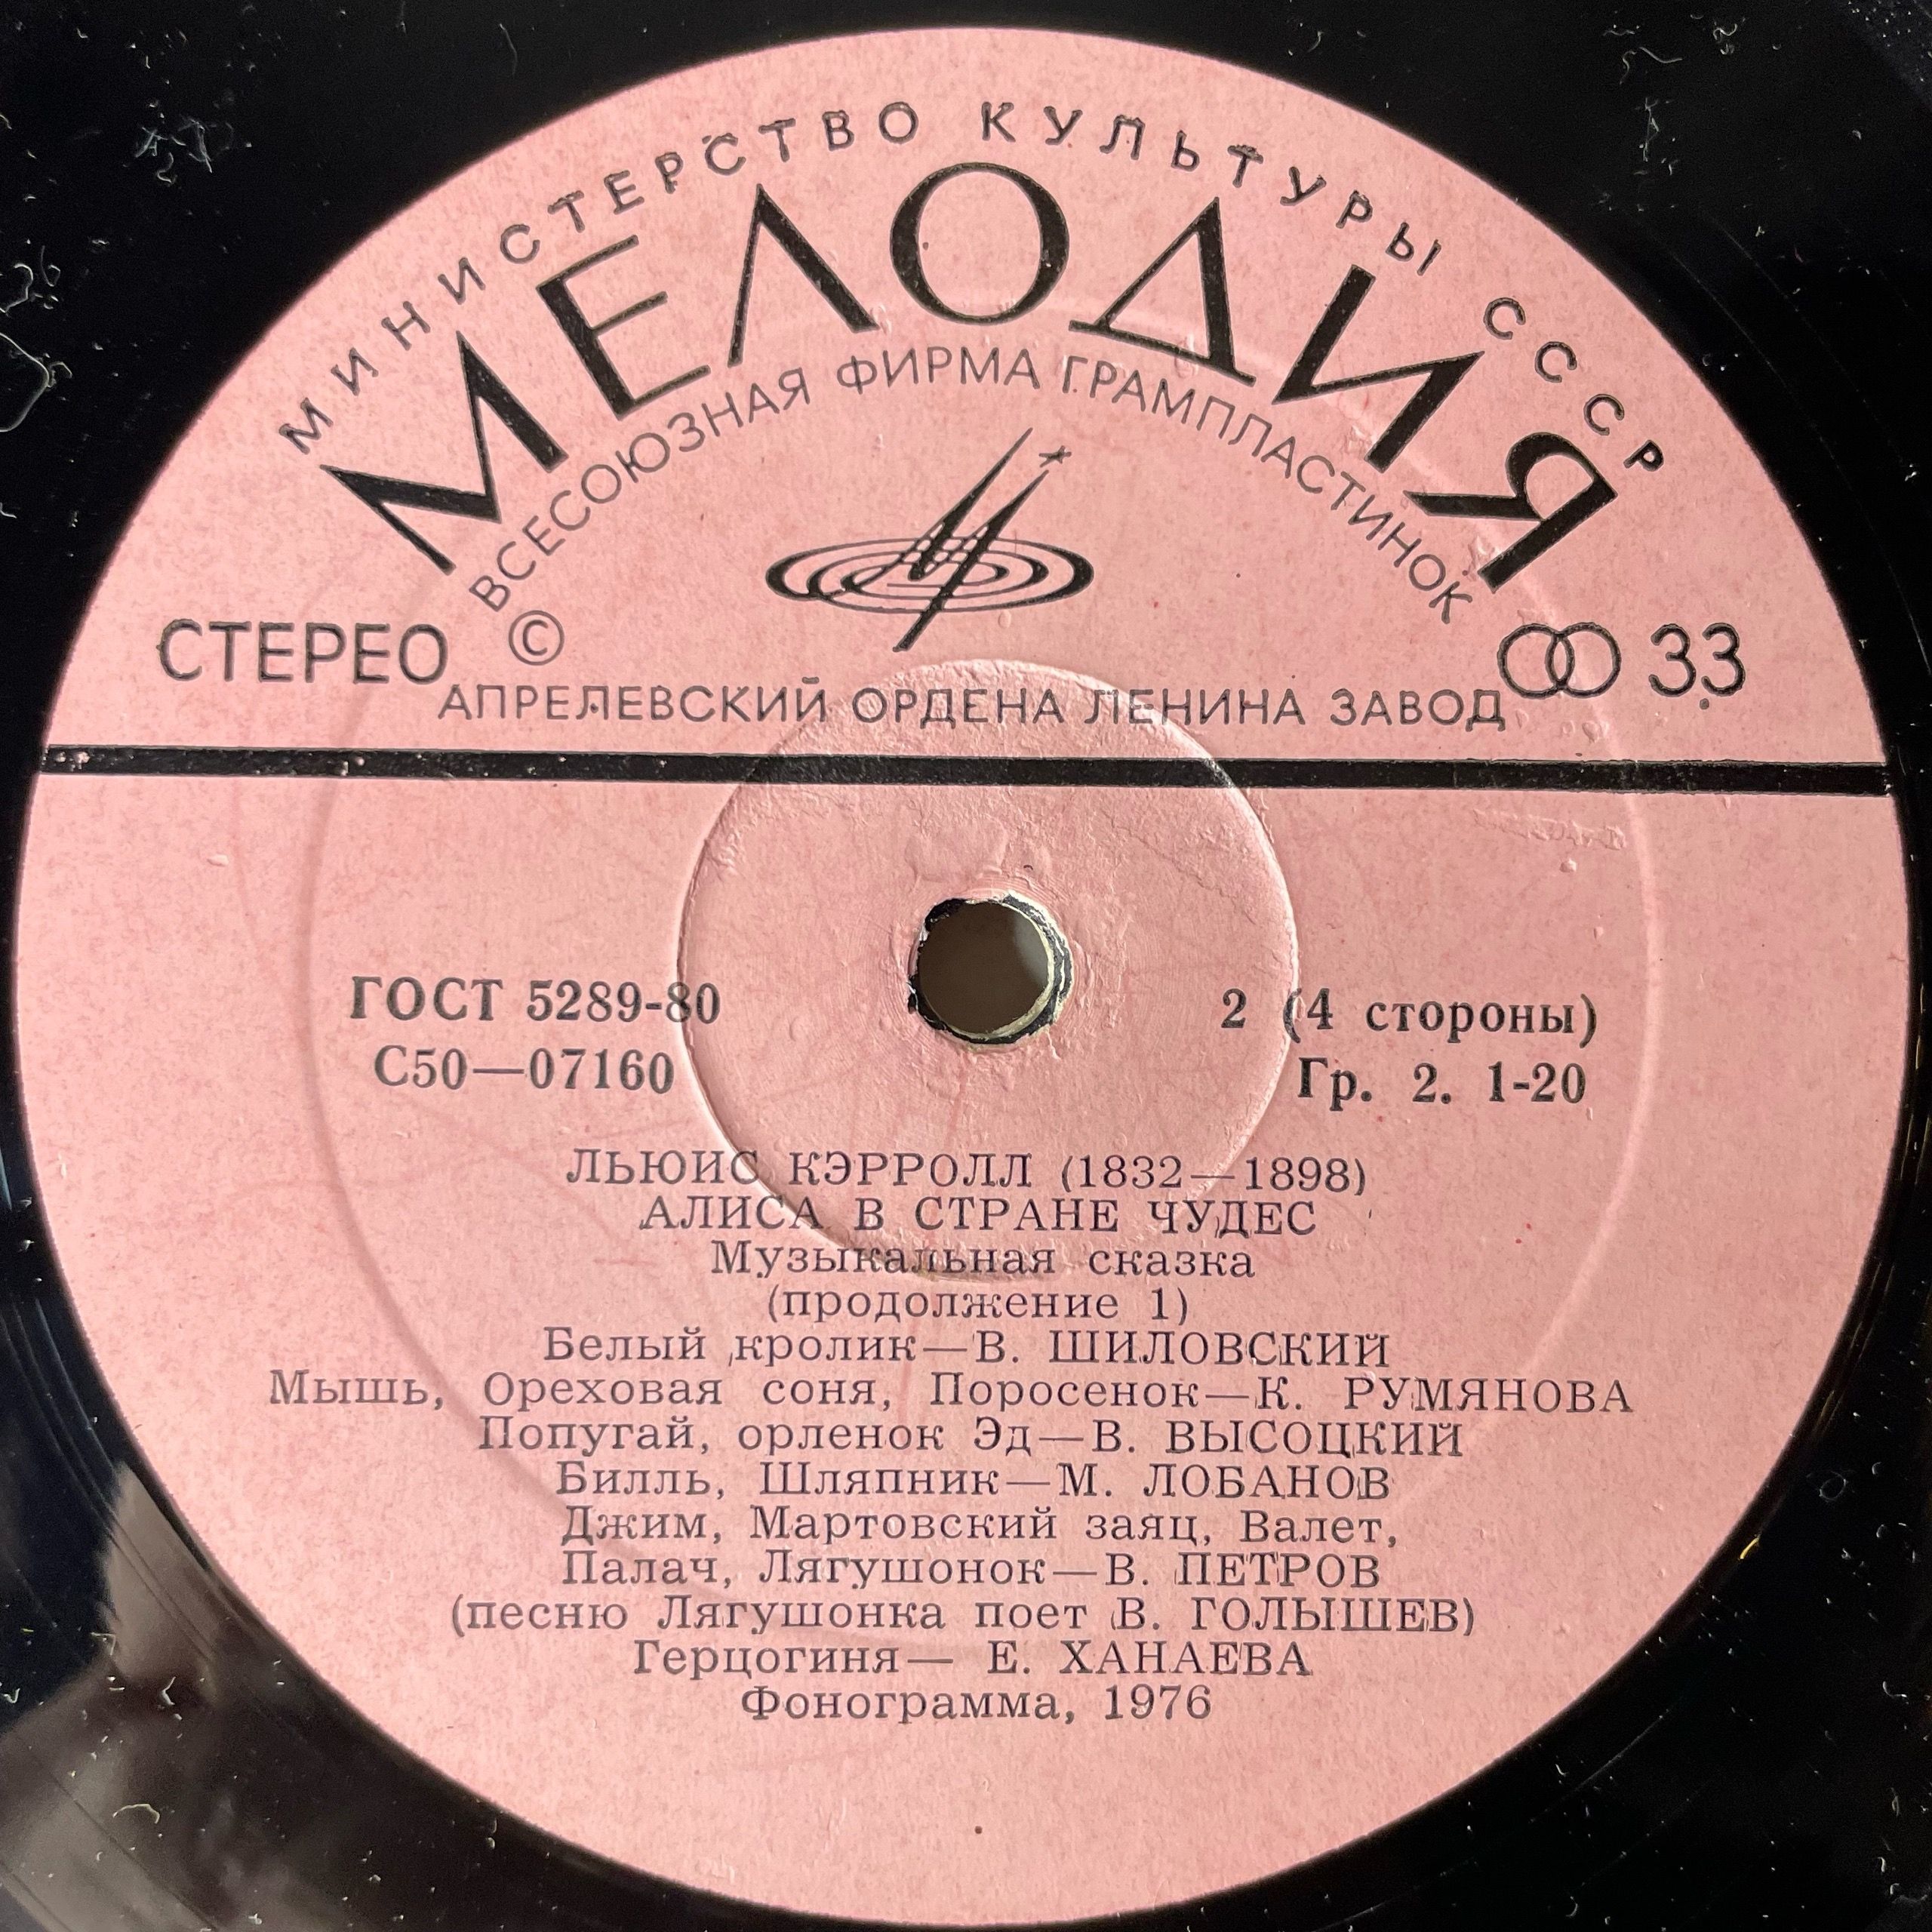 МИНИСТЕРСТВО КУЛЬТУРЫ СССР
МЕЛОДИЯ
ВСЕСОЮЗНАЯ ФИРМА ГРАМПЛАСТИНОК
СТЕРЕО © 33
АПРЕЛЕВСКИЙ ОРДЕНА ЛЕНИНА ЗАВОД
ГОСТ 5289-80 2 (4 стороны)
С50—07160 Гр. 2. 1-20
ЛЬЮИС КЭРРОЛЛ (1832—1898)
АЛИСА В СТРАНЕ ЧУДЕС
Музыкальная сказка
(продолжение 1)
Белый кролик—В. ШИЛОВСКИЙ
Мышь, Ореховая соня, Поросенок—К. РУМЯНОВА
Попугай, орленок Эд—В. ВЫСОЦКИЙ
Билль, Шляпник—М. ЛОБАНОВ
Джим, Мартовский заяц, Валет,
Палач, Лягушонок—В. ПЕТРОВ
(песню Лягушонка поет В. ГОЛЫШЕВ)
Герцогиня— Е. ХАНАЕВА
Фонограмма, 1976